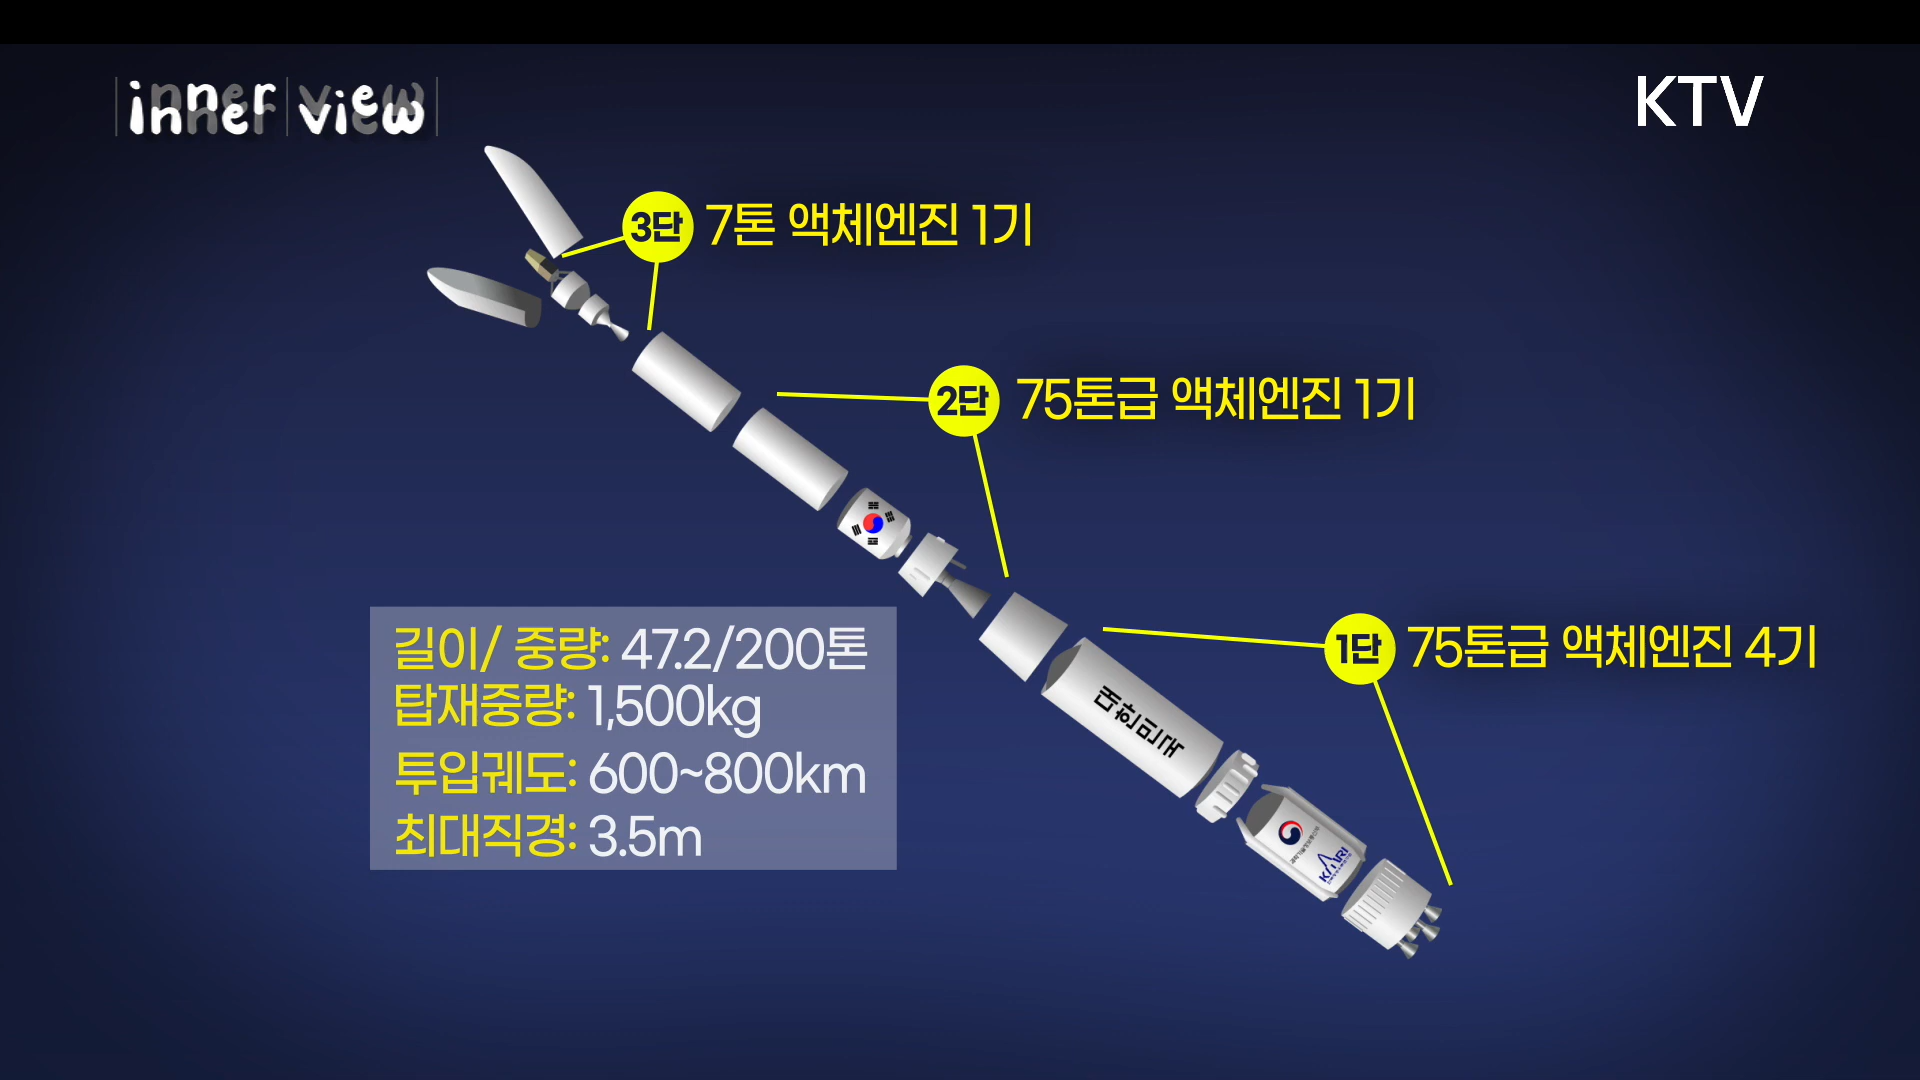 inner view
KTV
3단 7톤 액체엔진 1기
2단 75톤급 액체엔진 1기
1단 75톤급 액체엔진 4기
길이/ 중량: 47.2/200톤
탑재중량: 1,500kg
투입궤도: 600~800km
최대직경: 3.5m
대한민국
KARI